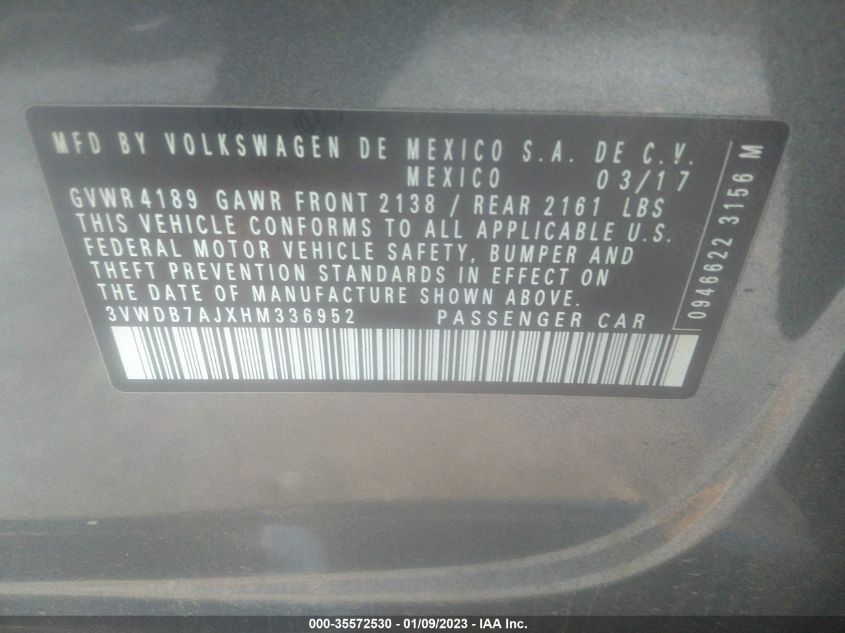 MFD BY VOLKSWAGEN DE MEXICO S.A. DE C.V.
MEXICO 03/17
GVWR 4189 GAWR FRONT 2138 / REAR 2161 LBS
THIS VEHICLE CONFORMS TO ALL APPLICABLE U.S.
FEDERAL MOTOR VEHICLE SAFETY, BUMPER AND
THEFT PREVENTION STANDARDS IN EFFECT ON
THE DATE OF MANUFACTURE SHOWN ABOVE.
3VWDB7AJXHM336952 PASSENGER CAR
0946622 3156 M
000-35572530 - 01/09/2023 - IAA Inc.